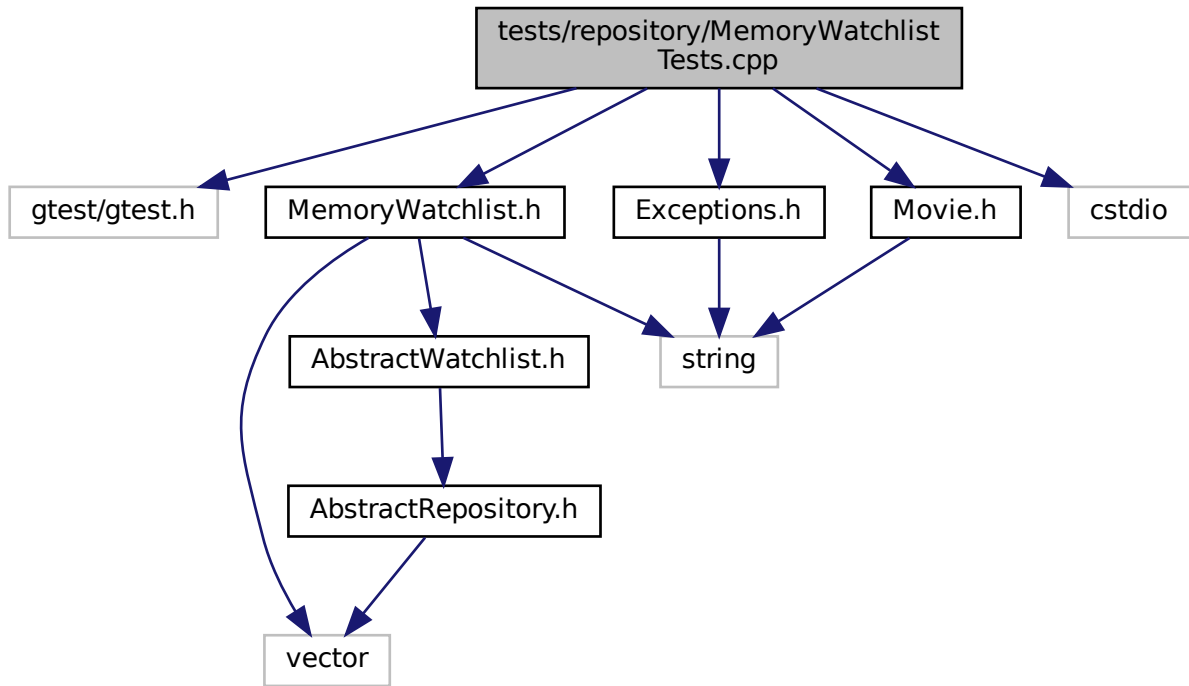 tests/repository/MemoryWatchlist
Tests.cpp
gtest/gtest.h
MemoryWatchlist.h
Exceptions.h
Movie.h
cstdio
AbstractWatchlist.h
string
AbstractRepository.h
vector